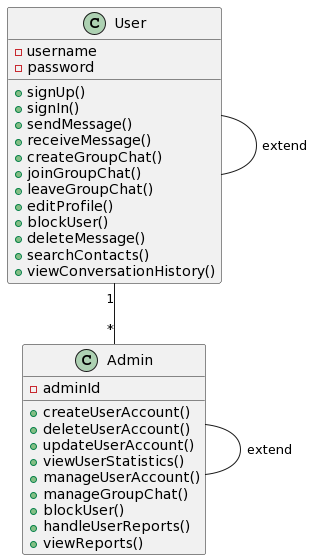 C User
username
password
signUp()
signIn()
sendMessage()
receiveMessage()
createGroupChat()
joinGroupChat()
leaveGroupChat()
editProfile()
blockUser()
deleteMessage()
searchContacts()
viewConversationHistory()
extend
1
*
C Admin
adminId
createUserAccount()
deleteUserAccount()
updateUserAccount()
viewUserStatistics()
manageUserAccount()
manageGroupChat()
blockUser()
handleUserReports()
viewReports()
extend